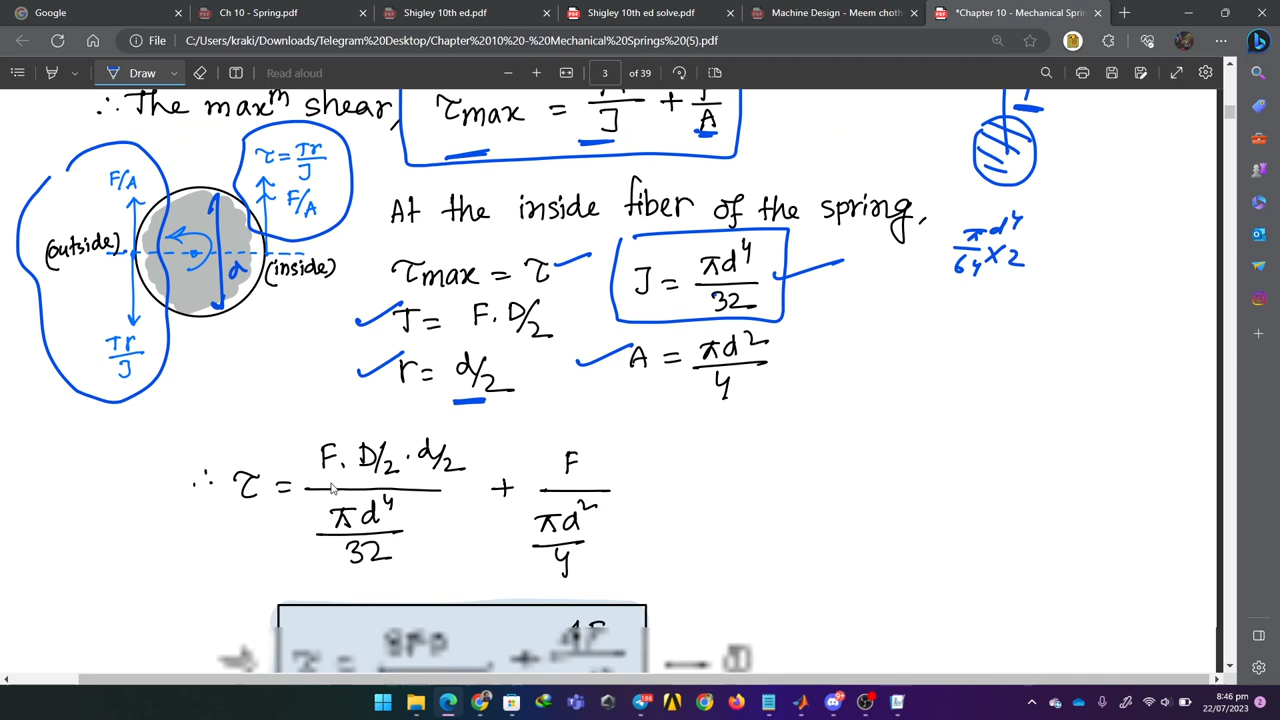 Google
Ch 10 - Spring.pdf
Shigley 10th ed.pdf
Shigley 10th ed solve.pdf
Machine Design - Meem choth
*Chapter 10 - Mechanical Sprin
File
C:/Users/kraki/Downloads/Telegram%20Desktop/Chapter%2010%20-%20Mechanical%20Springs%20(5).pdf
Draw
Read aloud
3 of 39
∴ The maxᵐ shear, τmax = /J + /A
τ = Tr/J
F/A
F/A
(outside)
d
(inside)
Tr/J
At the inside fiber of the spring,
τmax = τ
J = πd⁴/32
π/64 d⁴ × 2
T = F. D/2
r = d/2
A = πd²/4
∴ τ = F. D/2 . d/2 / πd⁴/32 + F / πd²/4
τ = 8FD + 4F — ①
8:46 pm
22/07/2023